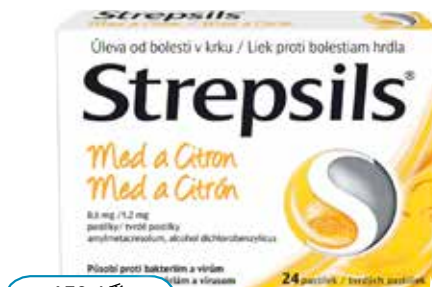 Strepsils
Úleva od bolesti v krku / Liek proti bolestiam hrdla
Strepsils®
Med a Citron
Med a Citrón
0,6 mg /1,2 mg
pastilky/ tvrdé pastilky
amylmetacresolum, alcohol dichlorobenzylicus
Působí proti bakteriím a virům
24 pastilek / tvrdých pastiliek